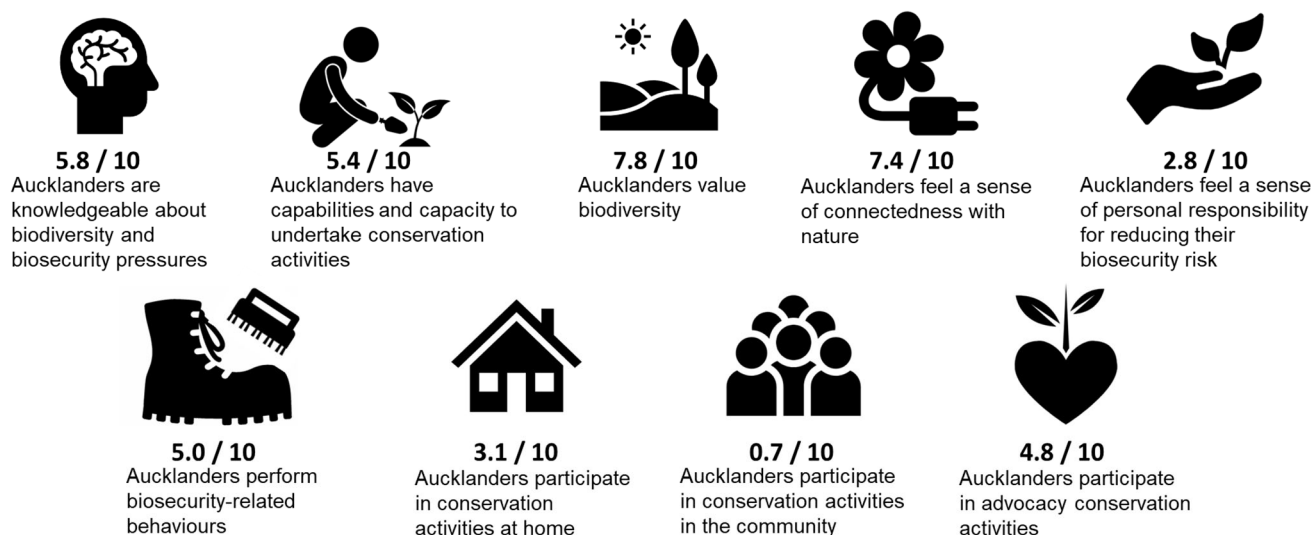 5.8 / 10
Aucklanders are
knowledgeable about
biodiversity and
biosecurity pressures
5.4 / 10
Aucklanders have
capabilities and capacity to
undertake conservation
activities
7.8 / 10
Aucklanders value
biodiversity
7.4 / 10
Aucklanders feel a sense
of connectedness with
nature
2.8 / 10
Aucklanders feel a sense
of personal responsibility
for reducing their
biosecurity risk
5.0 / 10
Aucklanders perform
biosecurity-related
behaviours
3.1 / 10
Aucklanders participate
in conservation
activities at home
0.7 / 10
Aucklanders participate
in conservation activities
in the community
4.8 / 10
Aucklanders participate
in advocacy conservation
activities